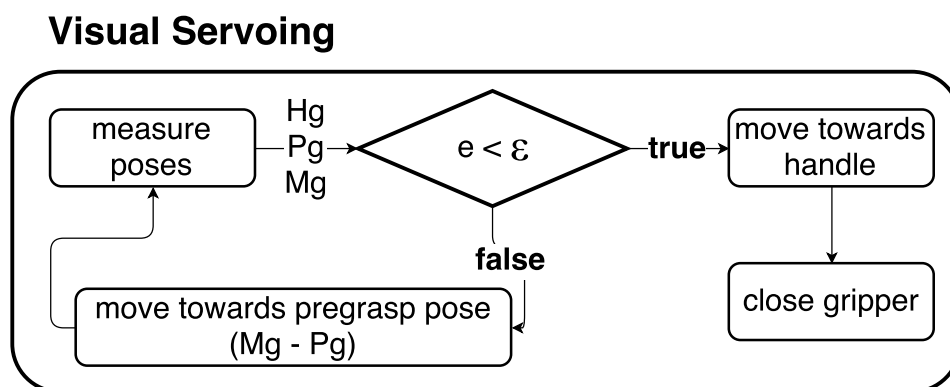 Visual Servoing
measure
poses
Hg
Pg
Mg
e < ε
true
move towards
handle
false
move towards pregrasp pose
(Mg - Pg)
close gripper